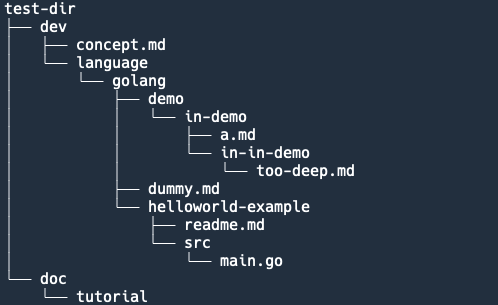 test-dir
├── dev
│   ├── concept.md
│   └── language
│       └── golang
│           ├── demo
│           │   └── in-demo
│           │       ├── a.md
│           │       └── in-in-demo
│           │           └── too-deep.md
│           ├── dummy.md
│           └── helloworld-example
│               ├── readme.md
│               └── src
│                   └── main.go
└── doc
    └── tutorial